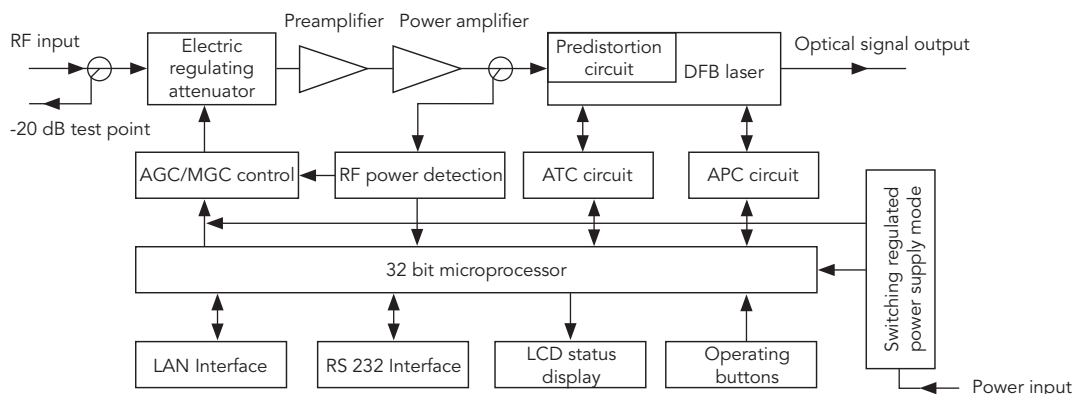 Preamplifier
Power amplifier
RF input
Electric
regulating
attenuator
Predistortion
circuit
DFB laser
Optical signal output
-20 dB test point
AGC/MGC control
RF power detection
ATC circuit
APC circuit
Switching regulated
power supply mode
32 bit microprocessor
LAN Interface
RS 232 Interface
LCD status
display
Operating
buttons
Power input